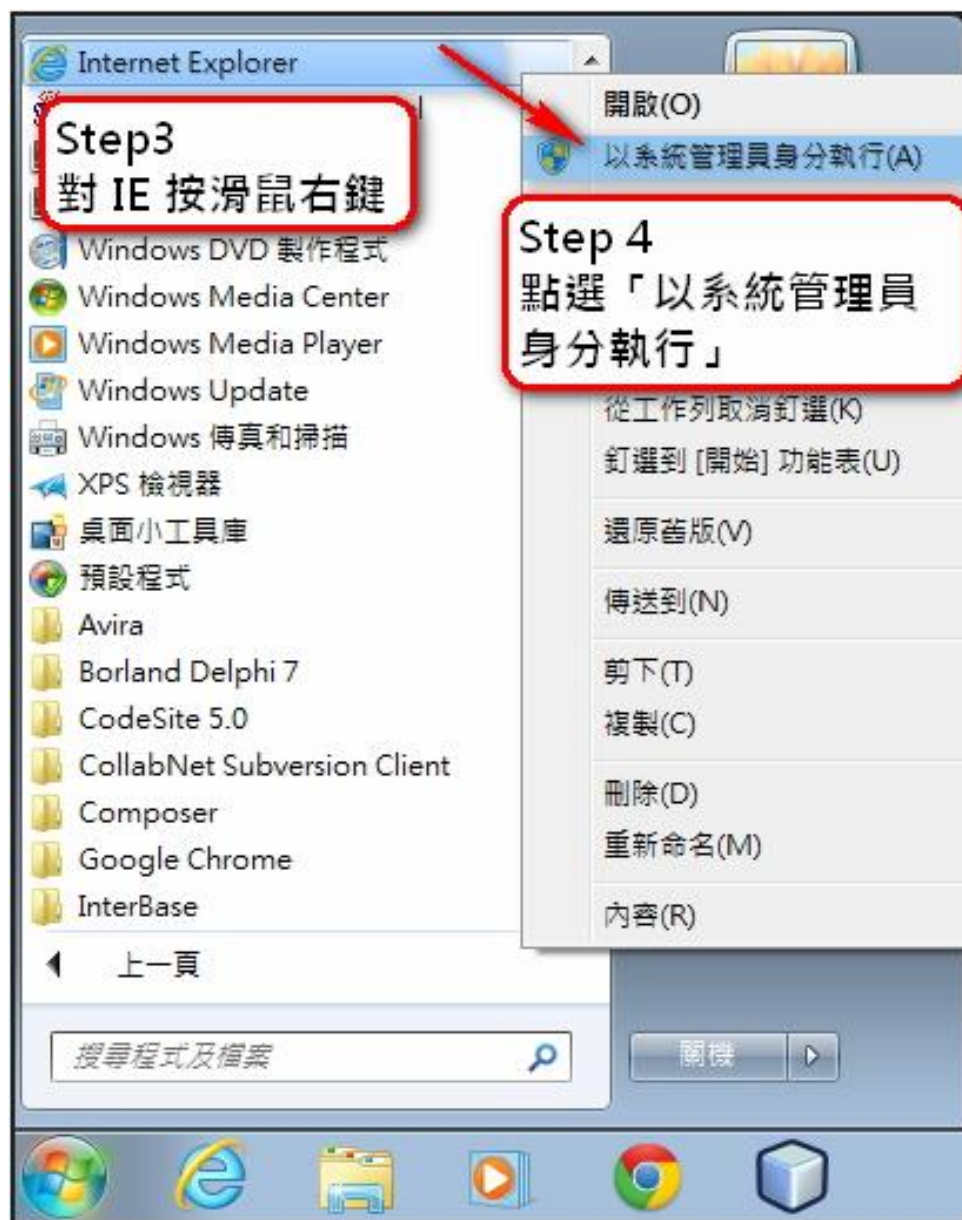 Internet Explorer
Step3
對 IE 按滑鼠右鍵
Windows DVD 製作程式
Windows Media Center
Windows Media Player
Windows Update
Windows 傳真和掃描
XPS 檢視器
桌面小工具庫
預設程式
Avira
Borland Delphi 7
CodeSite 5.0
CollabNet Subversion Client
Composer
Google Chrome
InterBase
上一頁
搜尋程式及檔案
開啟(O)
以系統管理員身分執行(A)
Step 4
點選「以系統管理員
身分執行」
從工作列取消釘選(K)
釘選到 [開始] 功能表(U)
還原舊版(V)
傳送到(N)
剪下(T)
複製(C)
刪除(D)
重新命名(M)
內容(R)
關機